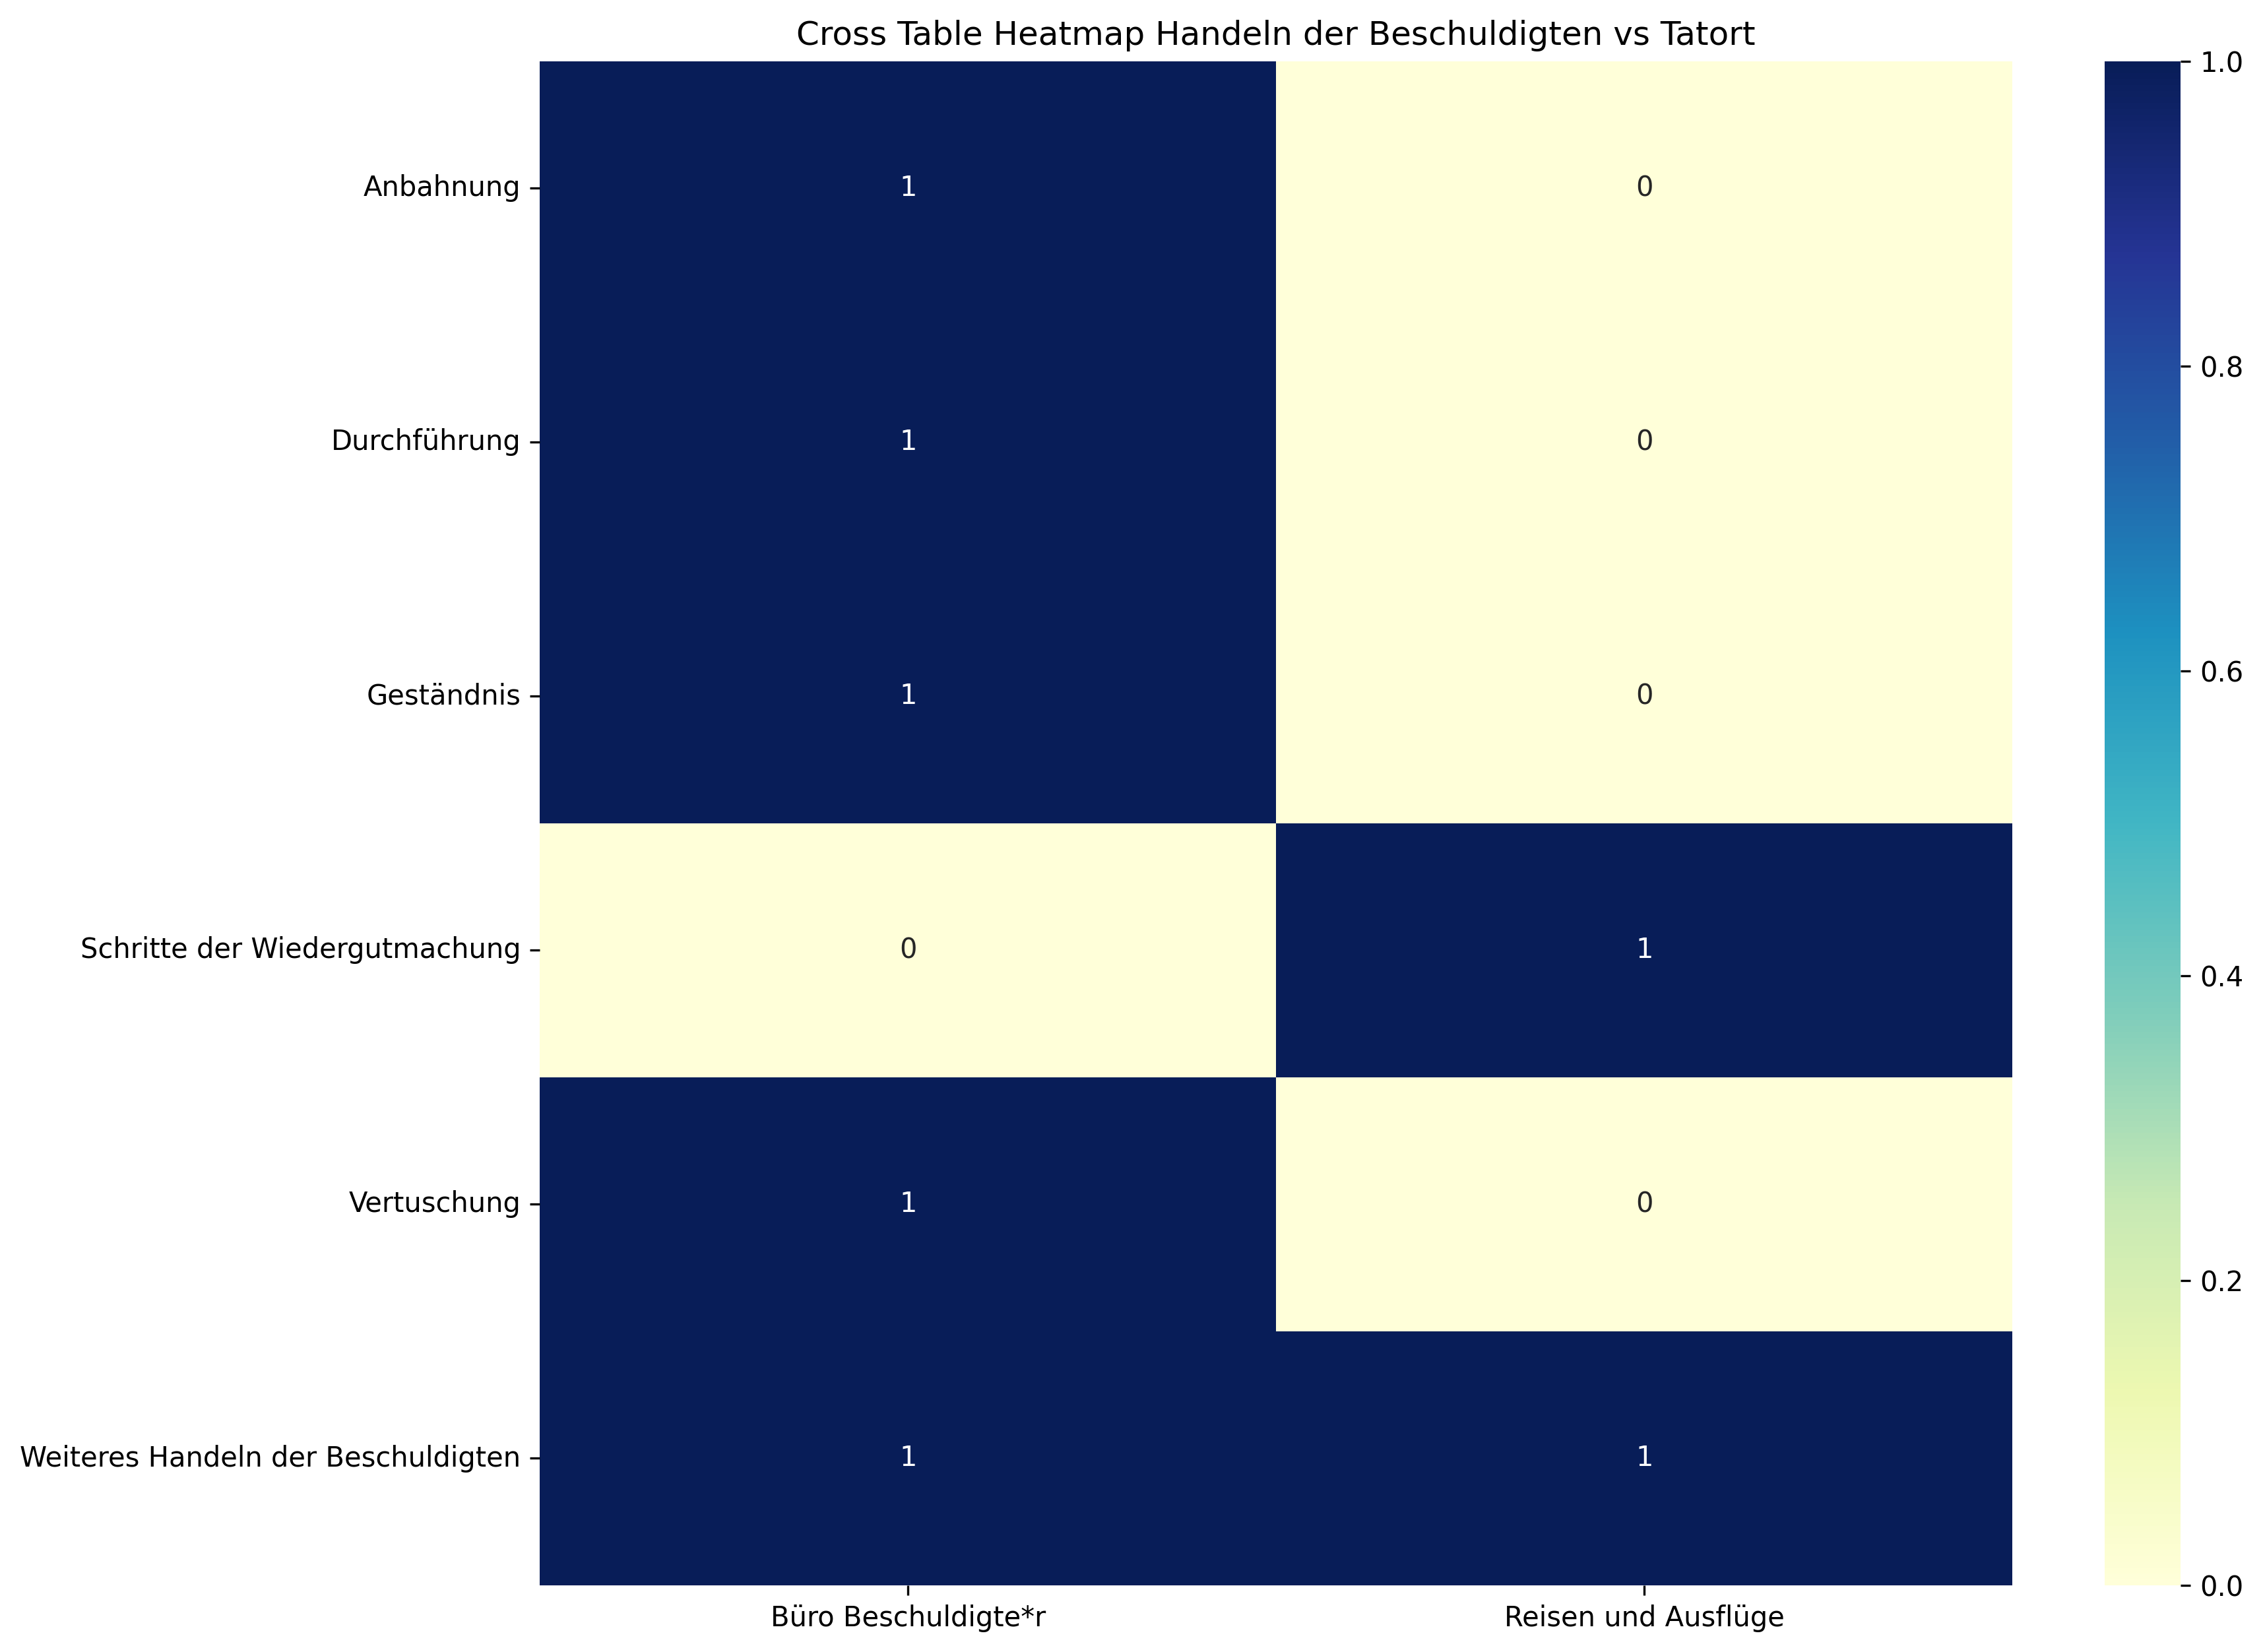 Cross Table Heatmap Handeln der Beschuldigten vs Tatort
Anbahnung 1 0
Durchführung 1 0
Geständnis 1 0
Schritte der Wiedergutmachung 0 1
Vertuschung 1 0
Weiteres Handeln der Beschuldigten 1 1
Büro Beschuldigte*r Reisen und Ausflüge
1.0
0.8
0.6
0.4
0.2
0.0